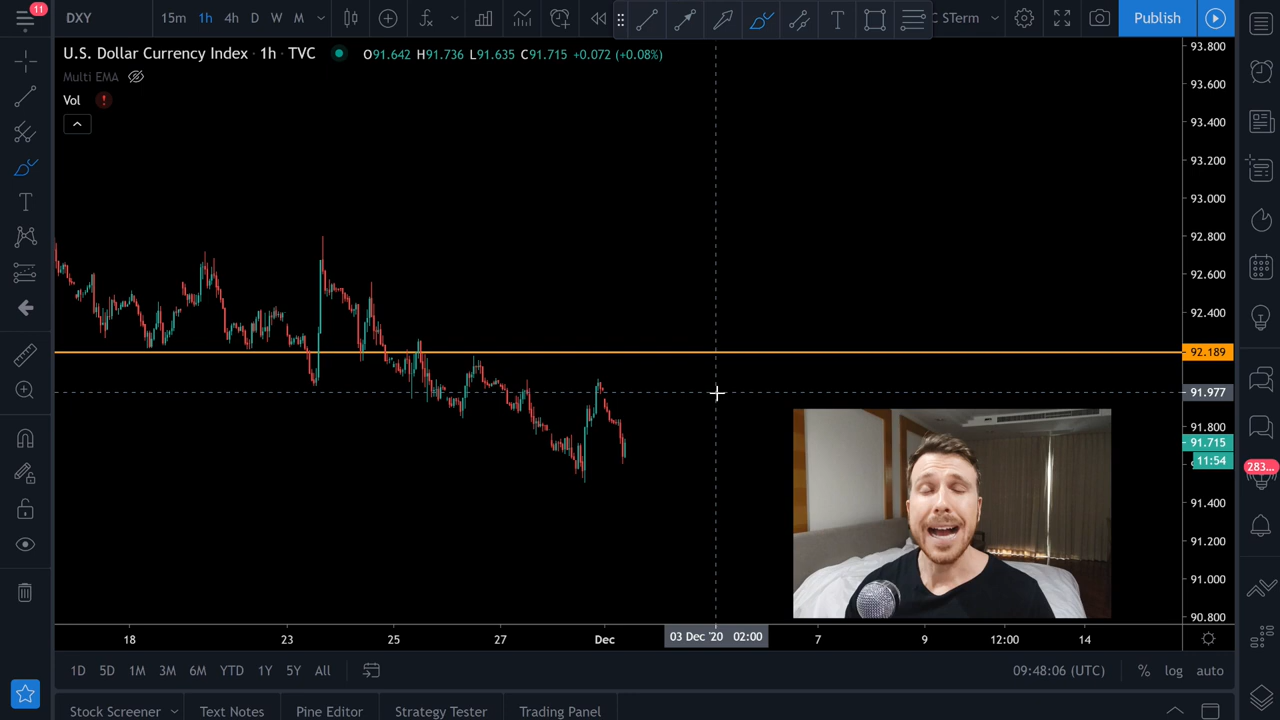 11
DXY
15m 1h 4h D W M
C STerm
Publish
U.S. Dollar Currency Index · 1h · TVC O91.642 H91.736 L91.635 C91.715 +0.072 (+0.08%)
Multi EMA
Vol
93.800
93.600
93.400
93.200
93.000
92.800
92.600
92.400
92.189
91.977
91.800
91.715
11:54
91.400
91.200
91.000
90.800
283...
18 23 25 27 Dec 03 Dec '20 02:00 7 9 12:00 14
1D 5D 1M 3M 6M YTD 1Y 5Y All 09:48:06 (UTC) % log auto
Stock Screener Text Notes Pine Editor Strategy Tester Trading Panel